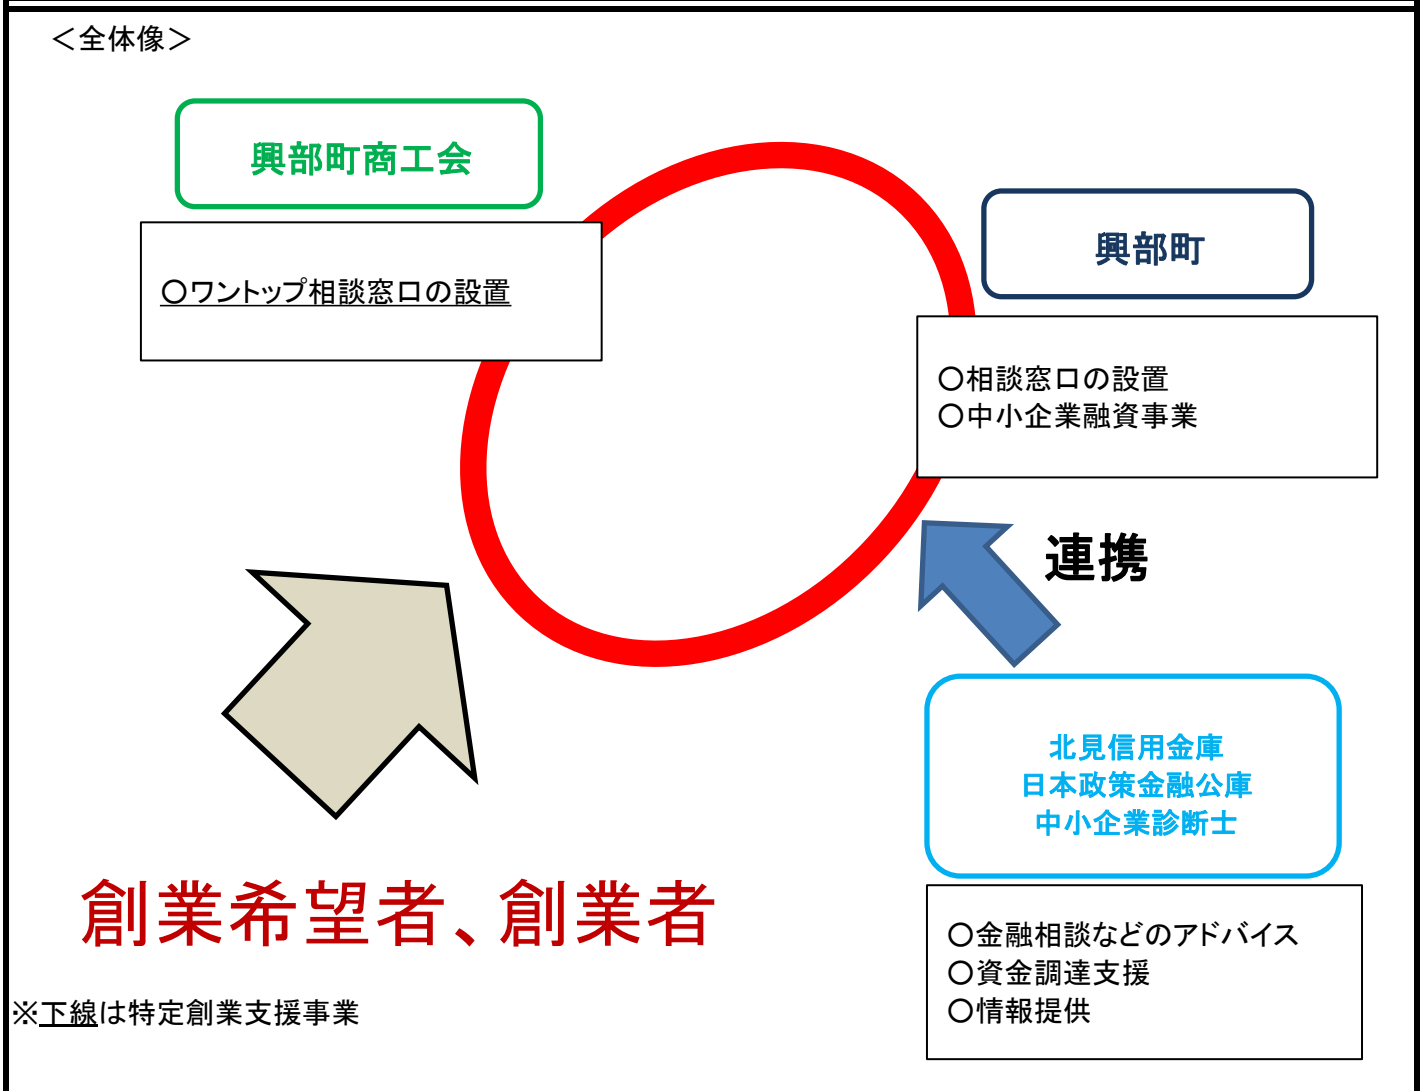 ＜全体像＞
興部町商工会
〇ワントップ相談窓口の設置
興部町
〇相談窓口の設置
〇中小企業融資事業
連携
北見信用金庫
日本政策金融公庫
中小企業診断士
〇金融相談などのアドバイス
〇資金調達支援
〇情報提供
創業希望者、創業者
※下線は特定創業支援事業